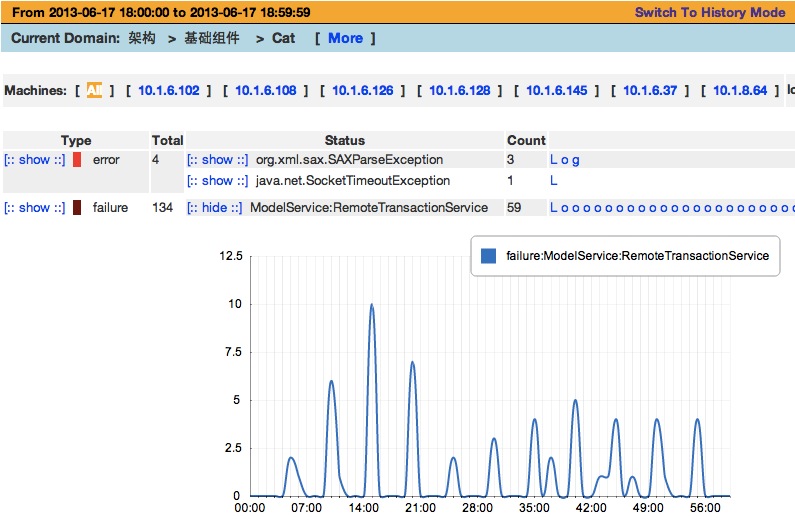 From 2013-06-17 18:00:00 to 2013-06-17 18:59:59 Switch To History Mode
Current Domain: 架构 > 基础组件 > Cat [ More ]
Machines: [ All ] [ 10.1.6.102 ] [ 10.1.6.108 ] [ 10.1.6.126 ] [ 10.1.6.128 ] [ 10.1.6.145 ] [ 10.1.6.37 ] [ 10.1.8.64 ]
Type Total Status Count
[:: show ::] error 4 [:: show ::] org.xml.sax.SAXParseException 3 L o g
[:: show ::] java.net.SocketTimeoutException 1 L
[:: show ::] failure 134 [:: hide ::] ModelService:RemoteTransactionService 59 L o o o o o o o o o o o o o o o o o o o o o o
failure:ModelService:RemoteTransactionService
12.5
10
7.5
5
2.5
0
00:00 07:00 14:00 21:00 28:00 35:00 42:00 49:00 56:00